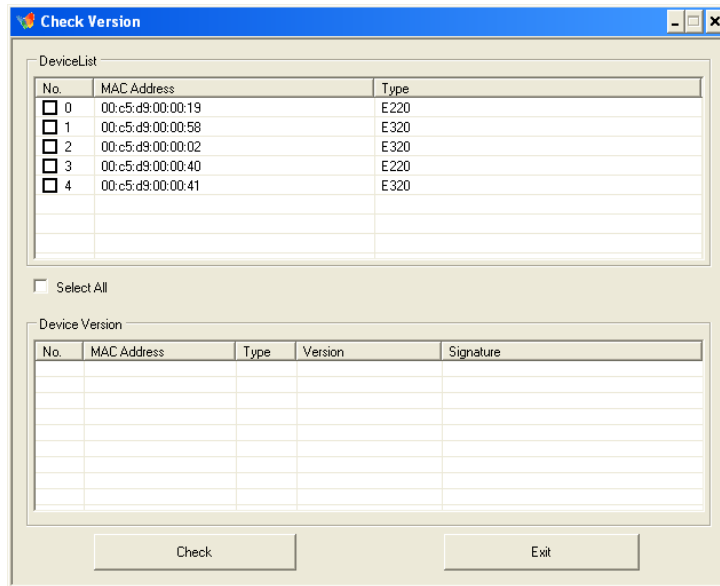 Check Version
DeviceList
No. MAC Address Type
0 00:c5:d9:00:00:19 E220
1 00:c5:d9:00:00:58 E320
2 00:c5:d9:00:00:02 E320
3 00:c5:d9:00:00:40 E220
4 00:c5:d9:00:00:41 E320
Select All
Device Version
No. MAC Address Type Version Signature
Check Exit